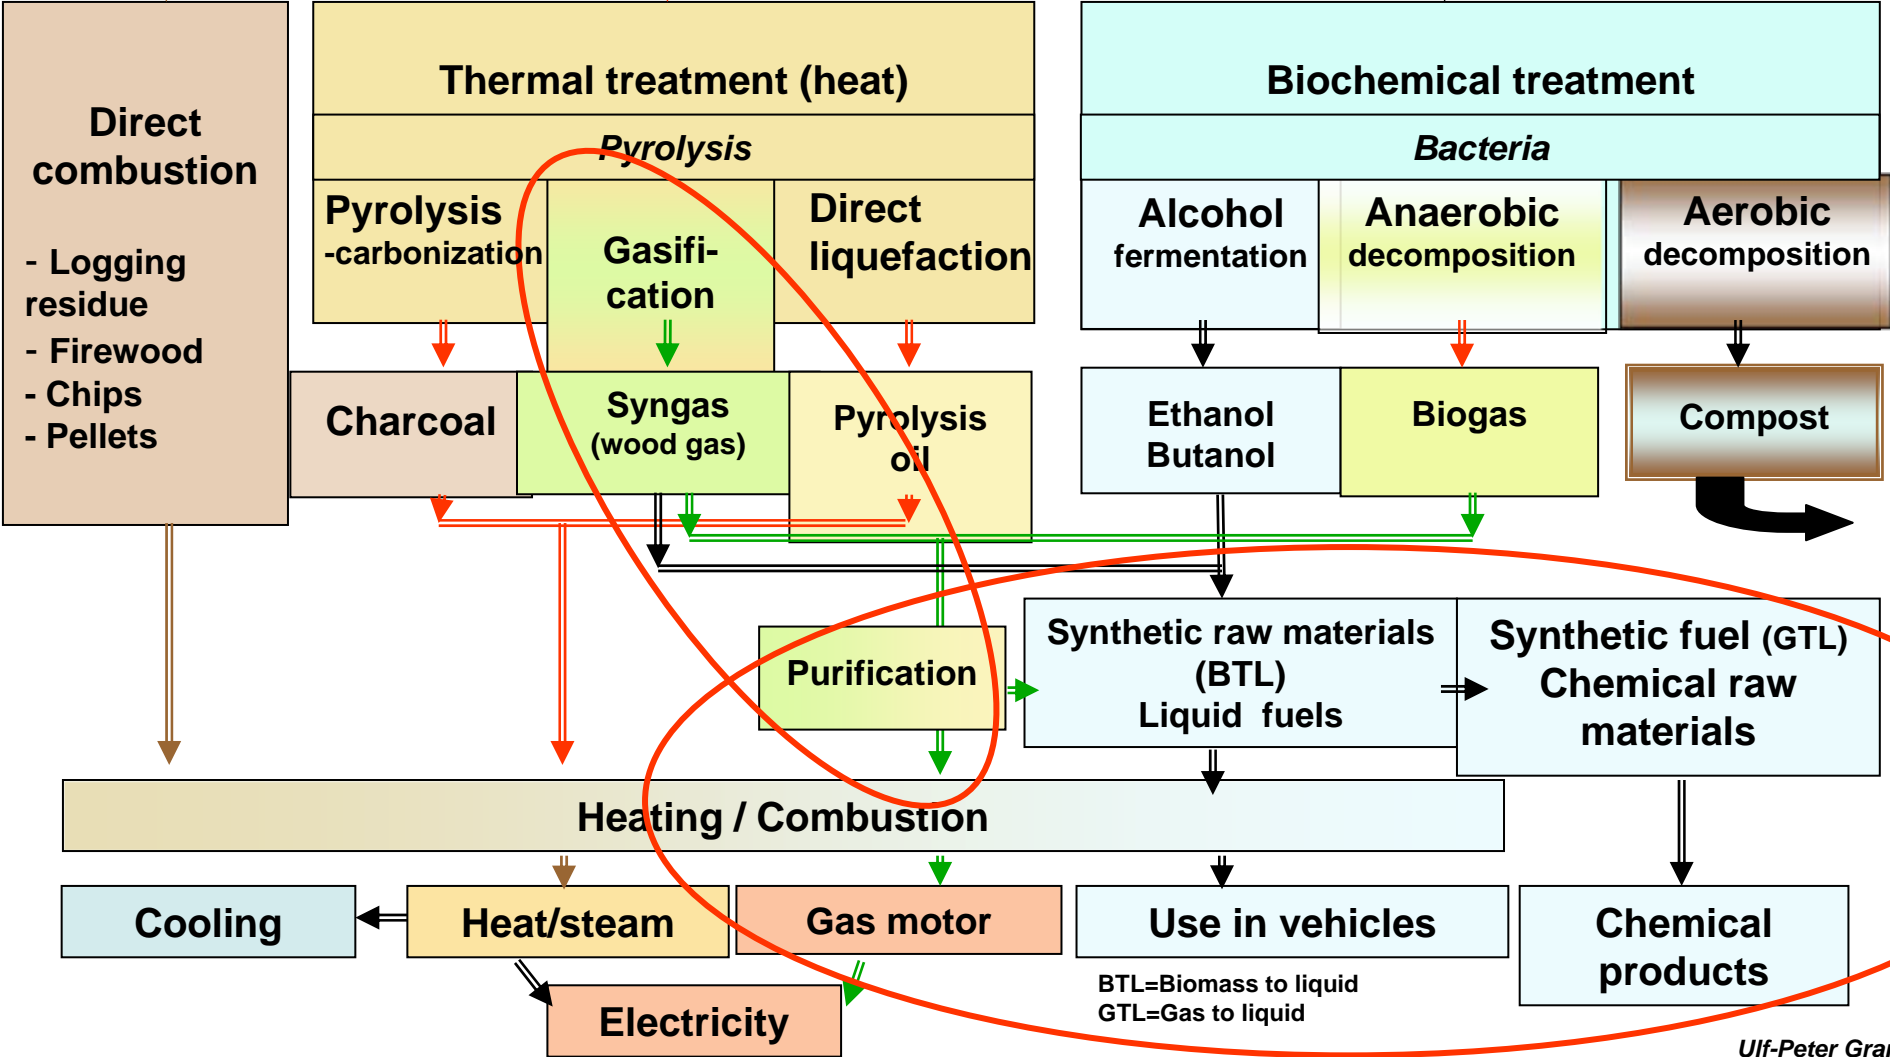 Direct
combustion
- Logging
residue
- Firewood
- Chips
- Pellets
Thermal treatment (heat)
Pyrolysis
Pyrolysis
-carbonization
Gasifi-
cation
Direct
liquefaction
Biochemical treatment
Bacteria
Alcohol
fermentation
Anaerobic
decomposition
Aerobic
decomposition
Charcoal
Syngas
(wood gas)
Pyrolysis
oil
Ethanol
Butanol
Biogas
Compost
Purification
Synthetic raw materials
(BTL)
Liquid fuels
Synthetic fuel (GTL)
Chemical raw
materials
Heating / Combustion
Cooling
Heat/steam
Gas motor
Use in vehicles
Chemical
products
Electricity
BTL=Biomass to liquid
GTL=Gas to liquid
Ulf-Peter